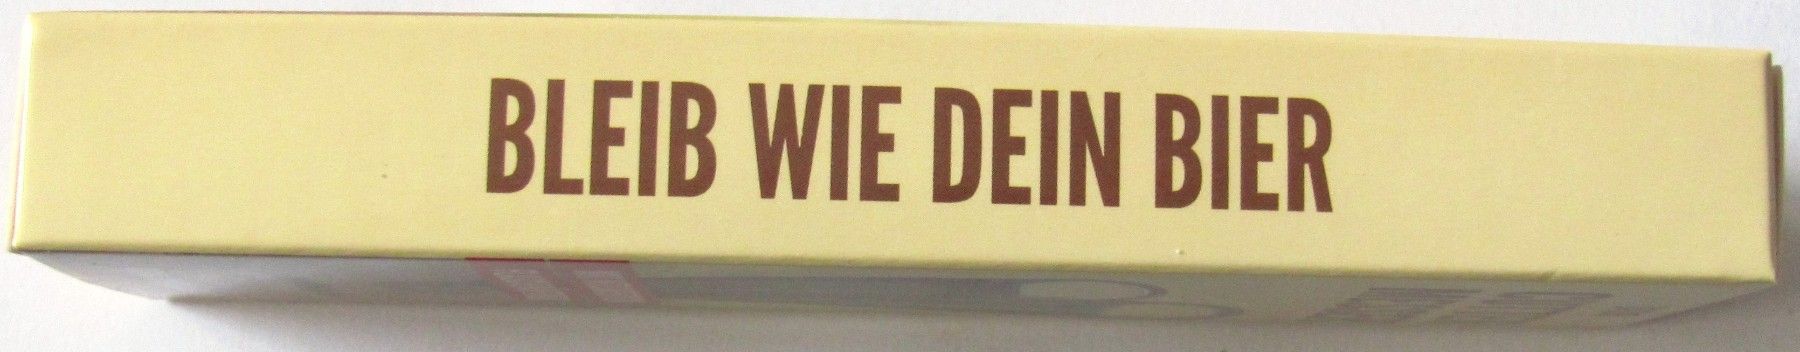 BLEIB WIE DEIN BIER